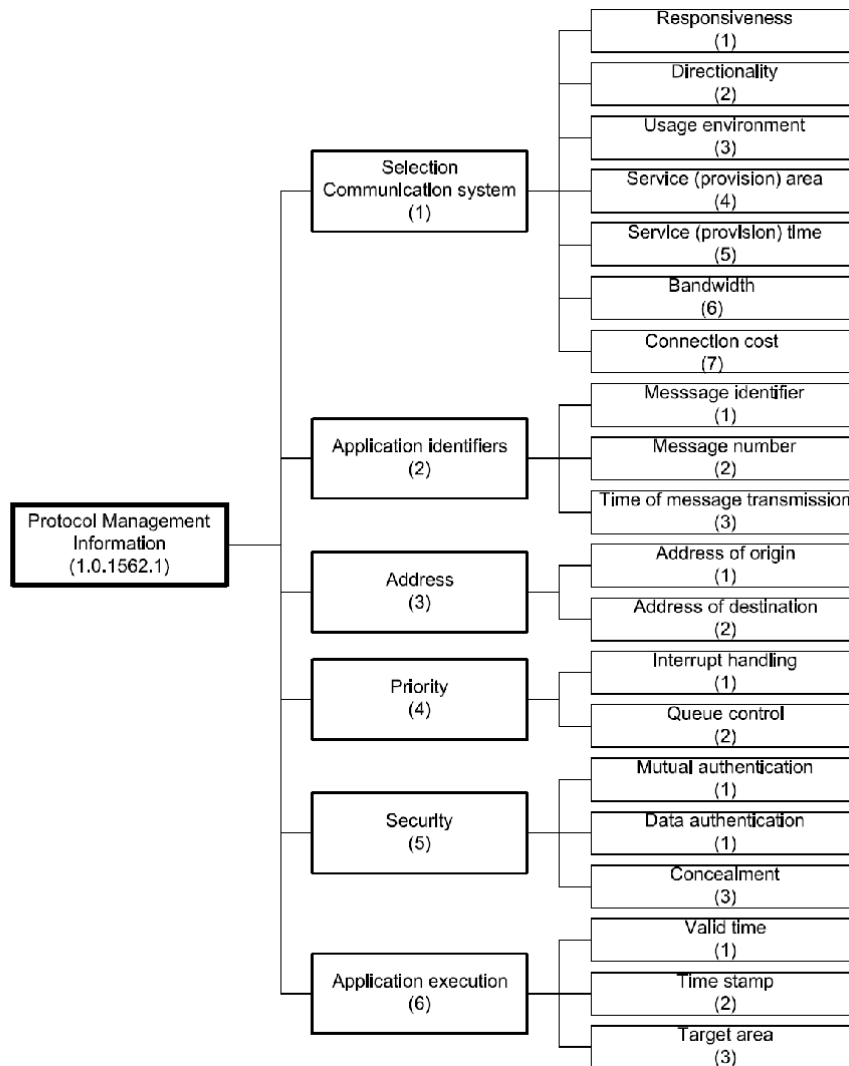 Responsiveness
(1)
Directionality
(2)
Usage environment
(3)
Selection
Communication system
(1)
Service (provision) area
(4)
Service (provision) time
(5)
Bandwidth
(6)
Connection cost
(7)
Application identifiers
(2)
Messsage identifier
(1)
Message number
(2)
Time of message transmission
(3)
Protocol Management
Information
(1.0.1562.1)
Address
(3)
Address of origin
(1)
Address of destination
(2)
Priority
(4)
Interrupt handling
(1)
Queue control
(2)
Security
(5)
Mutual authentication
(1)
Data authentication
(1)
Concealment
(3)
Application execution
(6)
Valid time
(1)
Time stamp
(2)
Target area
(3)